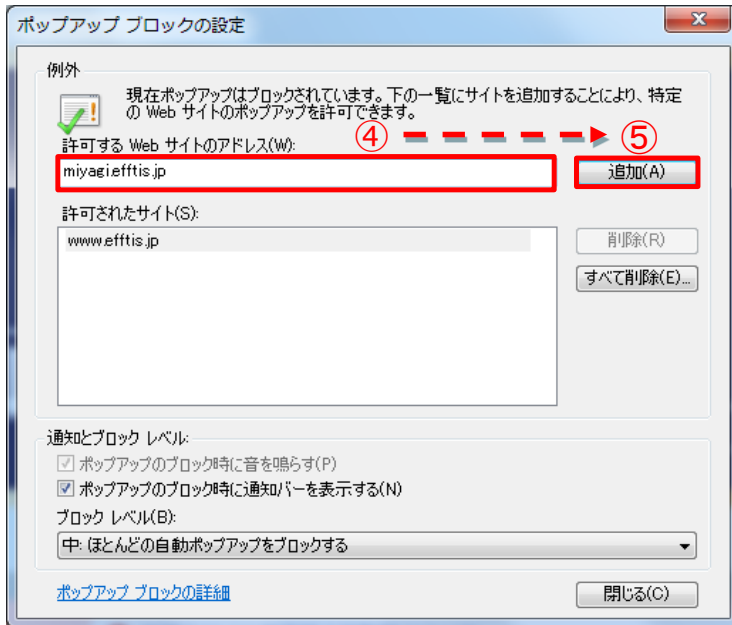 ポップアップ ブロックの設定
例外
現在ポップアップはブロックされています。下の一覧にサイトを追加することにより、特定
の Web サイトのポップアップを許可できます。
④ ⑤
許可する Web サイトのアドレス(W):
miyagi.efftis.jp
追加(A)
許可されたサイト(S):
www.efftis.jp
削除(R)
すべて削除(E)...
通知とブロック レベル:
ポップアップのブロック時に音を鳴らす(P)
ポップアップのブロック時に通知バーを表示する(N)
ブロック レベル(B):
中: ほとんどの自動ポップアップをブロックする
ポップアップ ブロックの詳細
閉じる(C)